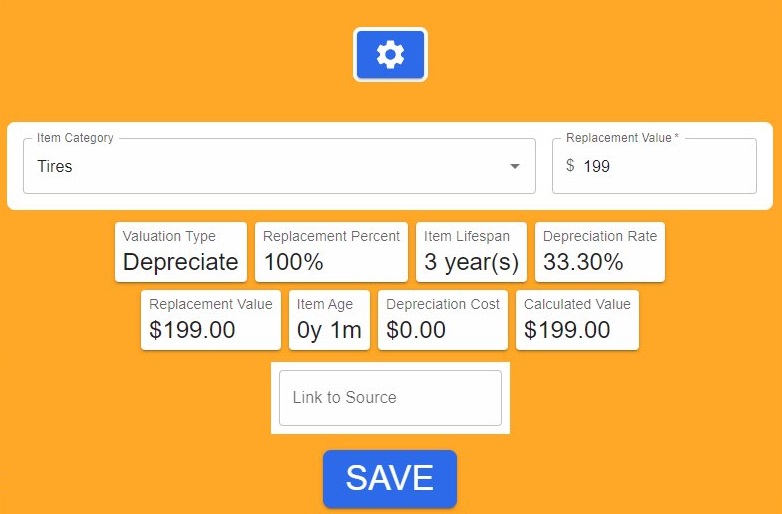 Item Category
Tires
Replacement Value *
$ 199
Valuation Type
Depreciate
Replacement Percent
100%
Item Lifespan
3 year(s)
Depreciation Rate
33.30%
Replacement Value
$199.00
Item Age
0y 1m
Depreciation Cost
$0.00
Calculated Value
$199.00
Link to Source
SAVE